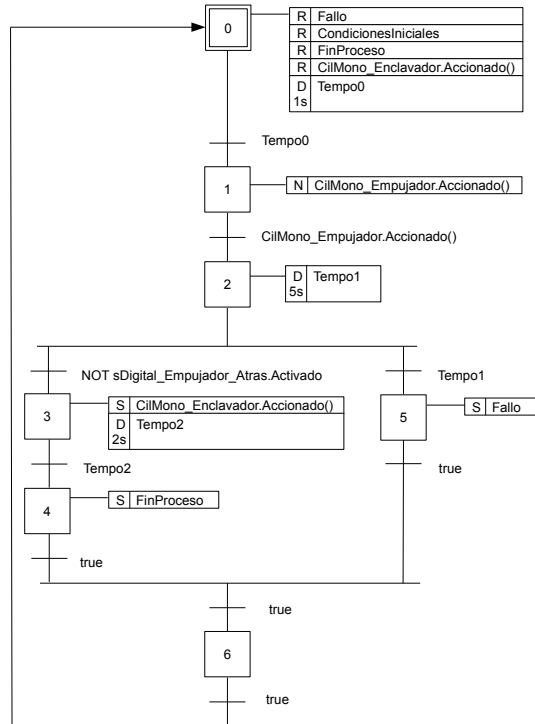 0
R Fallo
R CondicionesIniciales
R FinProceso
R CilMono_Enclavador.Accionado()
D Tempo0
1s
Tempo0
1
N CilMono_Empujador.Accionado()
CilMono_Empujador.Accionado()
2
D Tempo1
5s
NOT sDigital_Empujador_Atras.Activado
Tempo1
3
S CilMono_Enclavador.Accionado()
D Tempo2
2s
5
S Fallo
Tempo2
true
4
S FinProceso
true
true
6
true